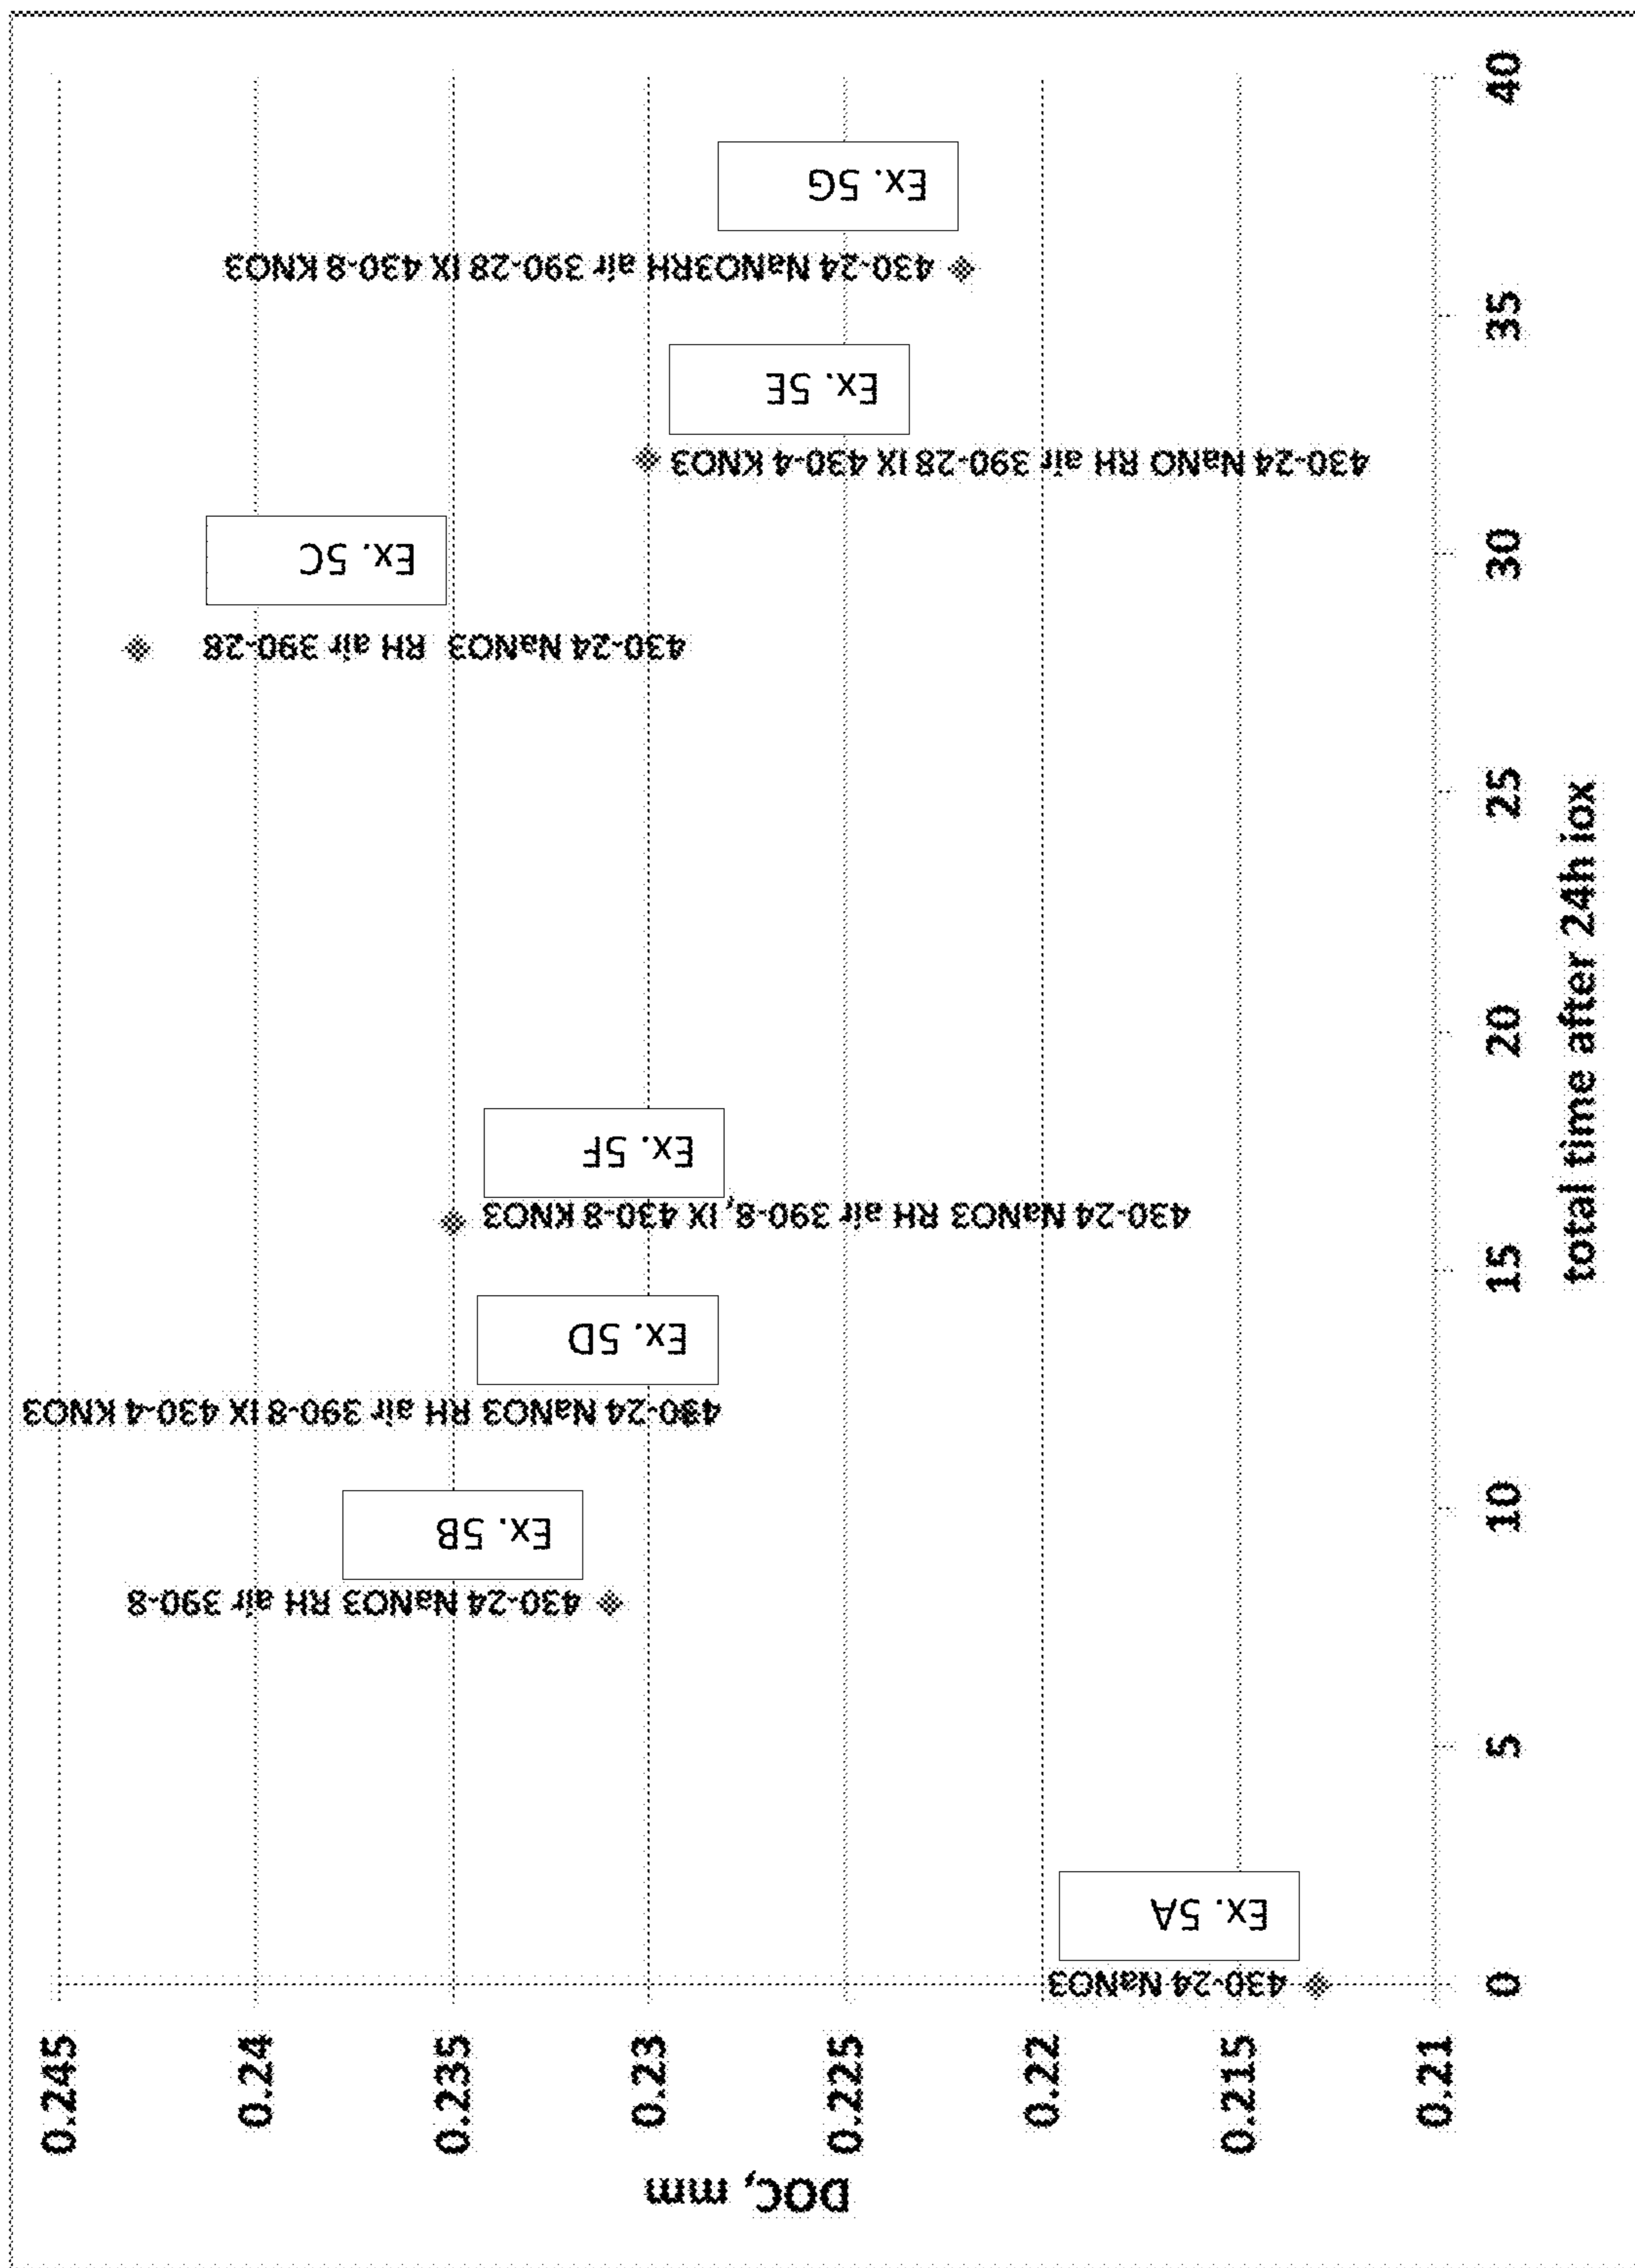 DOC, mm
0.245
0.24
0.235
0.23
0.225
0.22
0.215
0.21
430-24 NaNO3
Ex. 5A
430-24 NaNO3 RH air 390-8
Ex. 5B
430-24 NaNO3 RH air 390-8 IX 430-4 KNO3
Ex. 5D
430-24 NaNO3 RH air 390-8, IX 430-8 KNO3
Ex. 5F
430-24 NaNO3 RH air 390-28
Ex. 5C
430-24 NaNO RH air 390-28 IX 430-4 KNO3
Ex. 5E
430-24 NaNO3RH air 390-28 IX 430-8 KNO3
Ex. 5G
0 5 10 15 20 25 30 35 40
total time after 24h iox